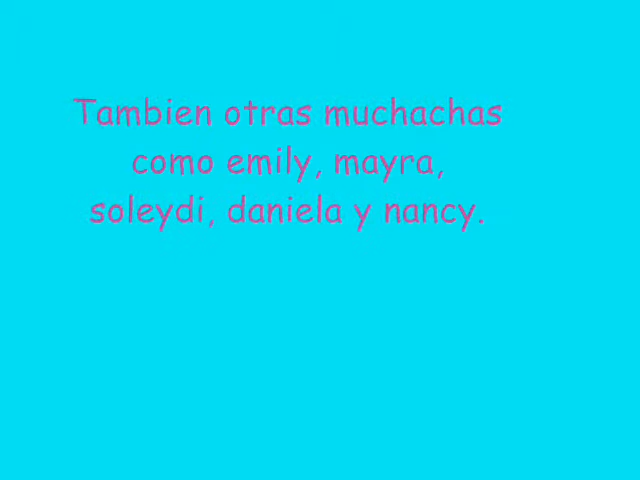 Tambien otras muchachas
como emily, mayra,
soleydi, daniela y nancy.